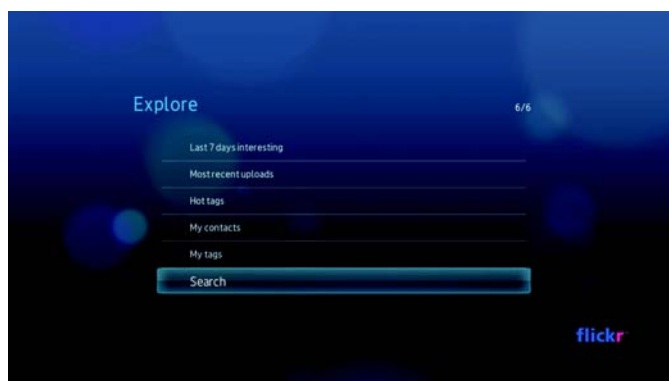 Explore
6/6
Last 7 days interesting
Most recent uploads
Hot tags
My contacts
My tags
Search
flickr